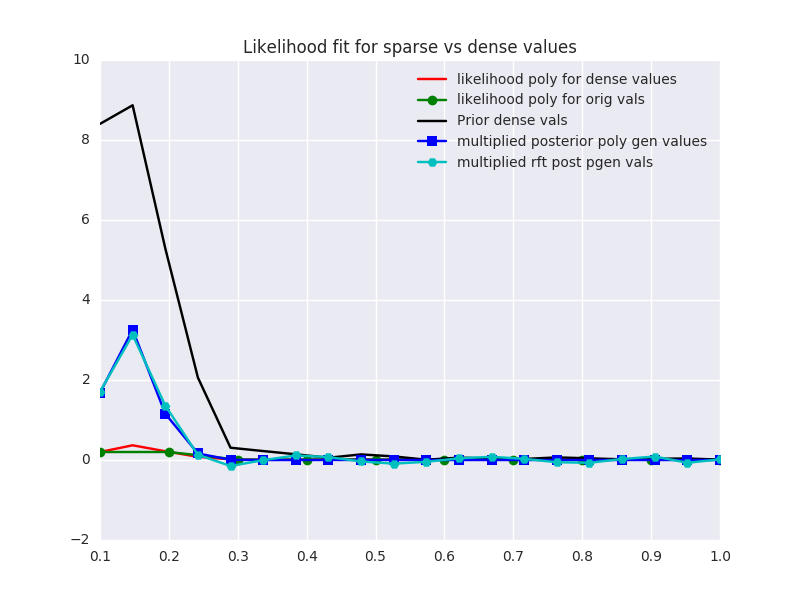 Likelihood fit for sparse vs dense values
likelihood poly for dense values
likelihood poly for orig vals
Prior dense vals
multiplied posterior poly gen values
multiplied rft post pgen vals
10
8
6
4
2
0
−2
0.1 0.2 0.3 0.4 0.5 0.6 0.7 0.8 0.9 1.0